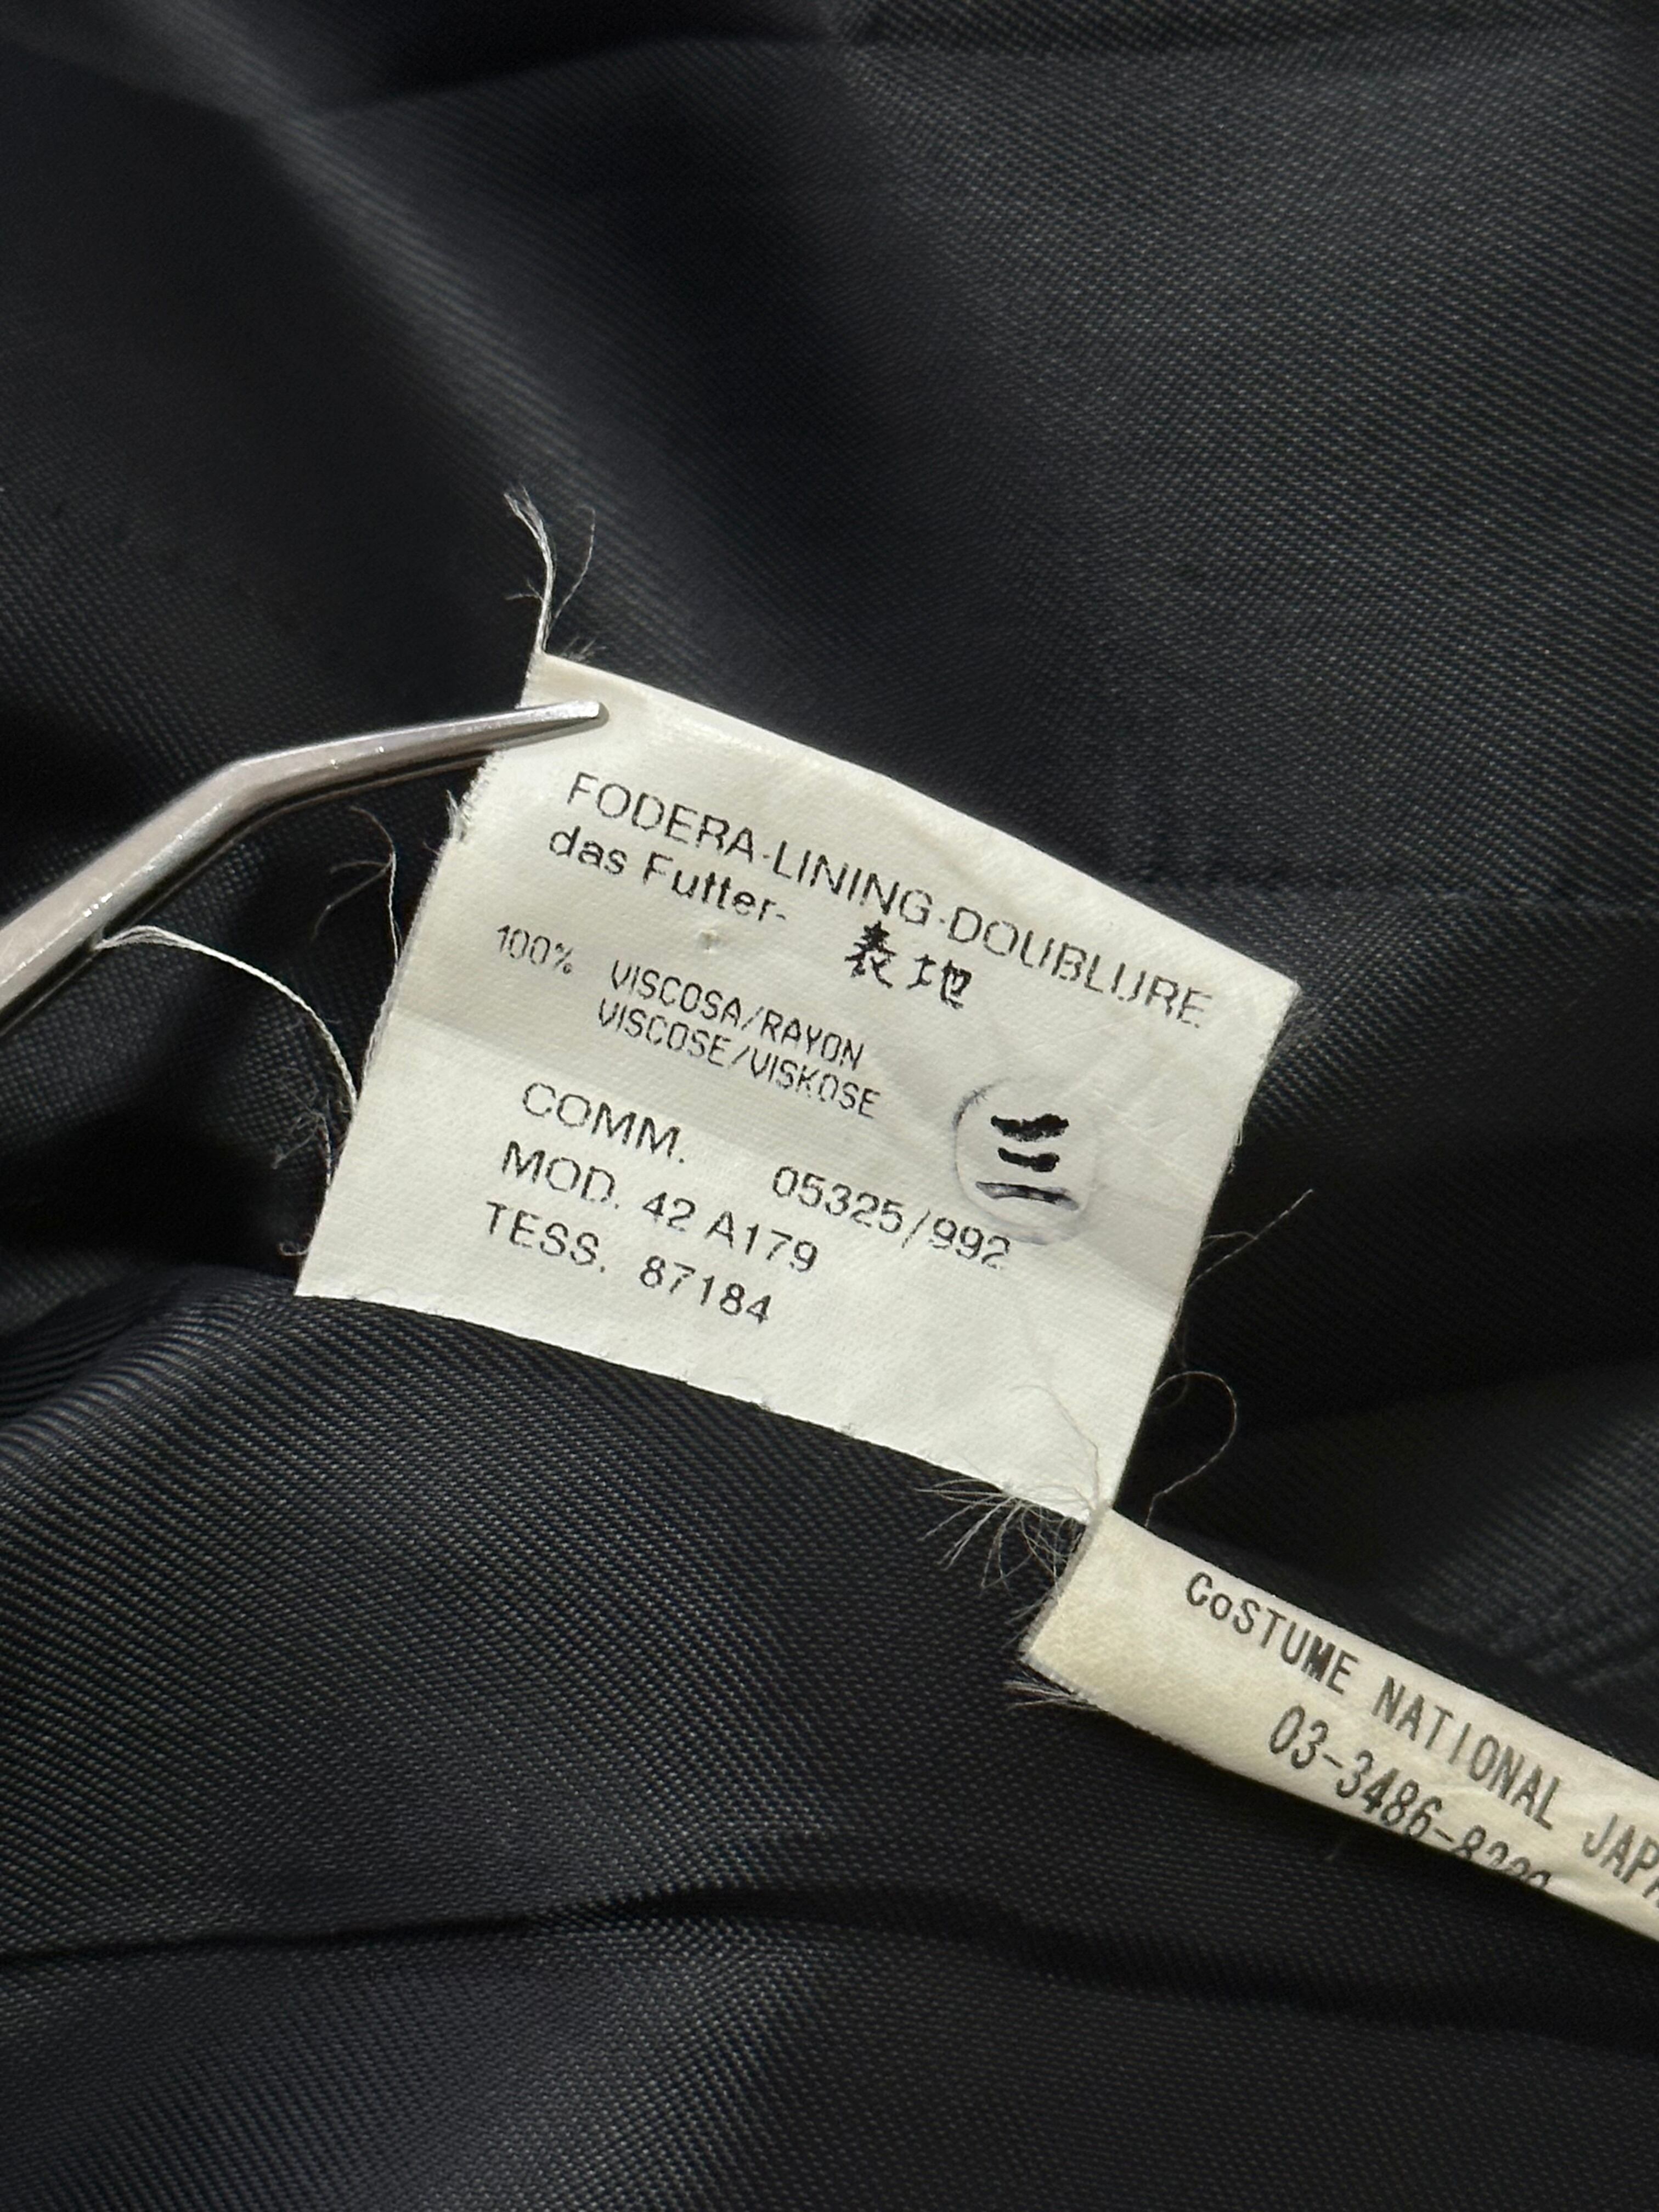 FODERA-LINING-DOUBLURE
das Futter- 表地
100% VISCOSA/RAYON
VISCOSE/VISKOSE
三
COMM. 05325/992
MOD. 42 A179
TESS. 87184
CoSTUME NATIONAL
03-3486-